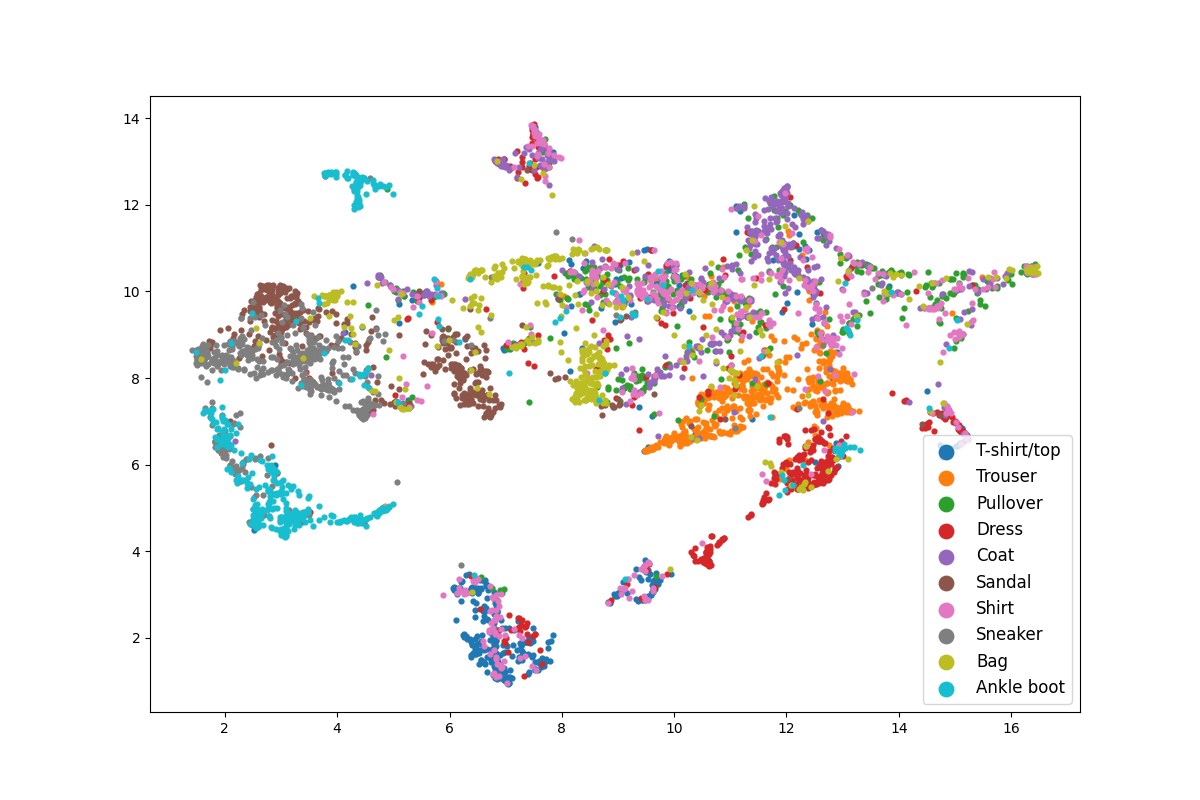 14
12
10
8
6
4
2
2 4 6 8 10 12 14 16
T-shirt/top
Trouser
Pullover
Dress
Coat
Sandal
Shirt
Sneaker
Bag
Ankle boot